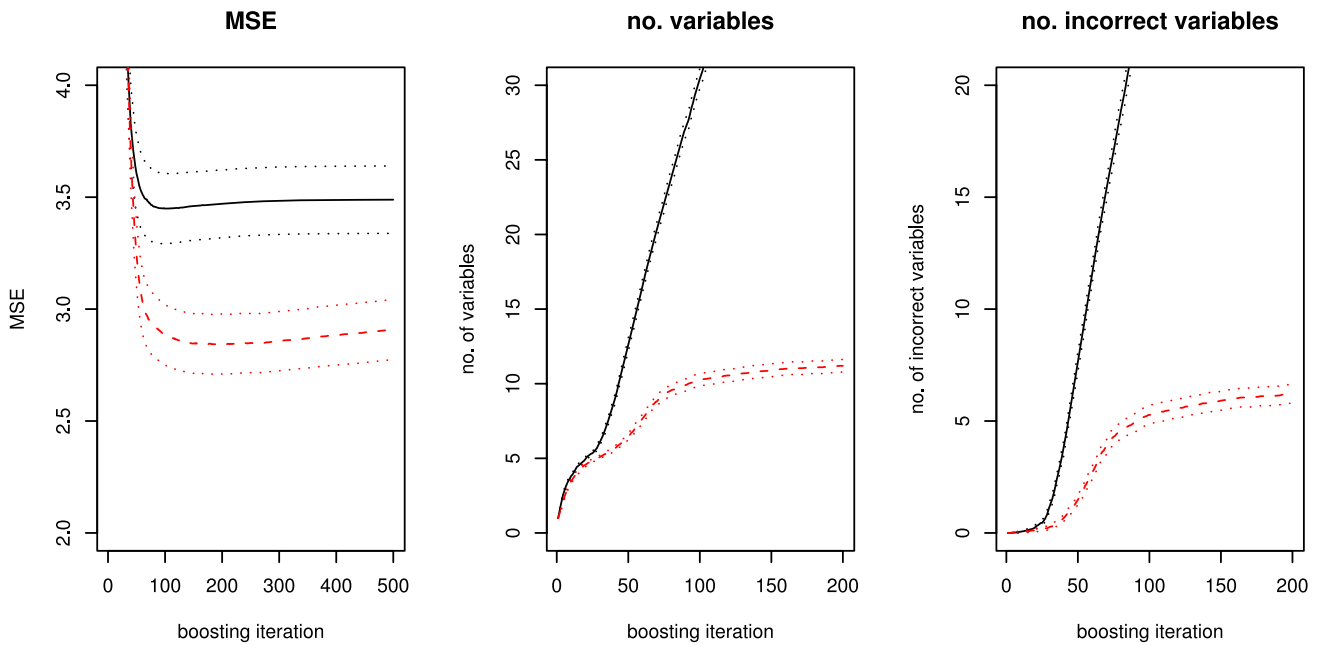 MSE
MSE
4.0
3.5
3.0
2.5
2.0
0 100 200 300 400 500
boosting iteration
no. variables
no. of variables
30
25
20
15
10
5
0
0 50 100 150 200
boosting iteration
no. incorrect variables
no. of incorrect variables
20
15
10
5
0
0 50 100 150 200
boosting iteration